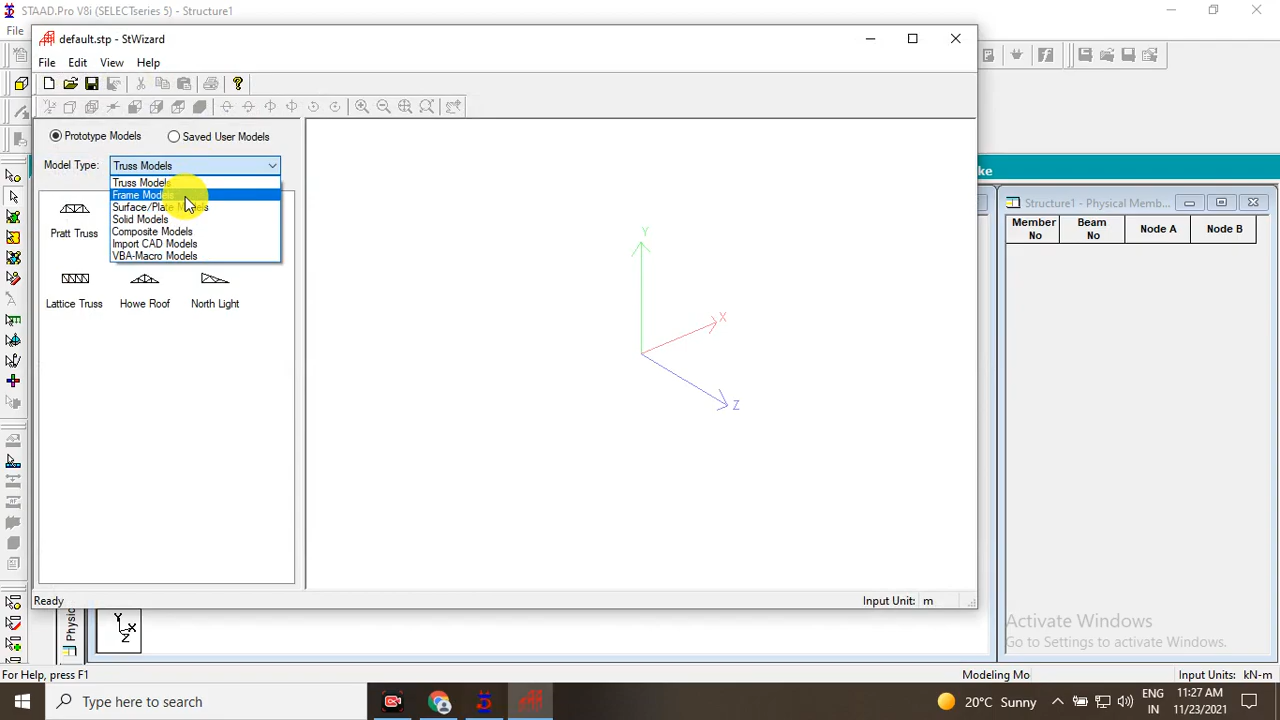 STAAD.Pro V8i (SELECTseries 5) - Structure1
File
default.stp - StWizard
File Edit View Help
Prototype Models
Saved User Models
Model Type:
Truss Models
Truss Models
Frame Models
Surface/Plate Models
Solid Models
Composite Models
Import CAD Models
VBA-Macro Models
Pratt Truss
Lattice Truss
Howe Roof
North Light
Y
X
Z
Ready
Input Unit: m
ke
Structure1 - Physical Memb...
Member No
Beam No
Node A
Node B
Physic
Y
X
Z
Activate Windows
Go to Settings to activate Windows.
For Help, press F1
Modeling Mo
Input Units: kN-m
Type here to search
20°C Sunny
ENG
IN
11:27 AM
11/23/2021